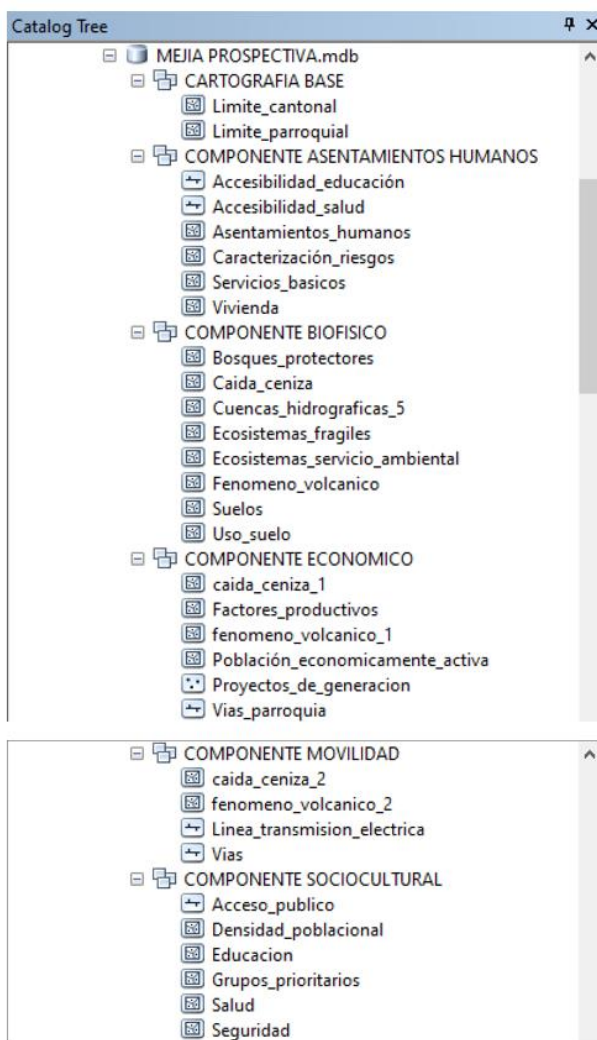 Catalog Tree
MEJIA PROSPECTIVA.mdb
CARTOGRAFIA BASE
Limite_cantonal
Limite_parroquial
COMPONENTE ASENTAMIENTOS HUMANOS
Accesibilidad_educación
Accesibilidad_salud
Asentamientos_humanos
Caracterización_riesgos
Servicios_basicos
Vivienda
COMPONENTE BIOFISICO
Bosques_protectores
Caida_ceniza
Cuencas_hidrograficas_5
Ecosistemas_fragiles
Ecosistemas_servicio_ambiental
Fenomeno_volcanico
Suelos
Uso_suelo
COMPONENTE ECONOMICO
caida_ceniza_1
Factores_productivos
fenomeno_volcanico_1
Población_economicamente_activa
Proyectos_de_generacion
Vias_parroquia
COMPONENTE MOVILIDAD
caida_ceniza_2
fenomeno_volcanico_2
Linea_transmision_electrica
Vias
COMPONENTE SOCIOCULTURAL
Acceso_publico
Densidad_poblacional
Educacion
Grupos_prioritarios
Salud
Seguridad